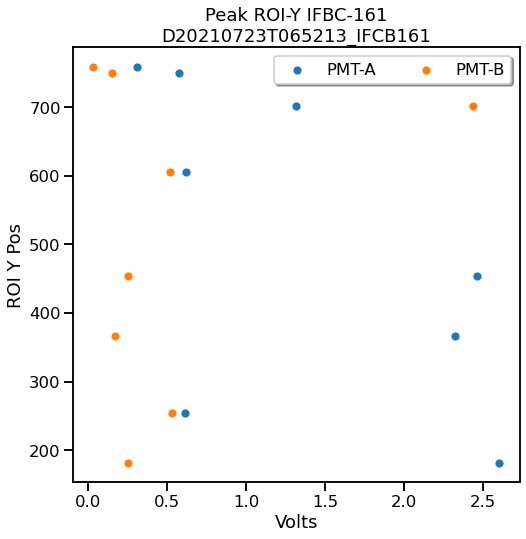 Peak ROI-Y IFBC-161
D20210723T065213_IFCB161
PMT-A PMT-B
ROI Y Pos
700
600
500
400
300
200
0.0 0.5 1.0 1.5 2.0 2.5
Volts